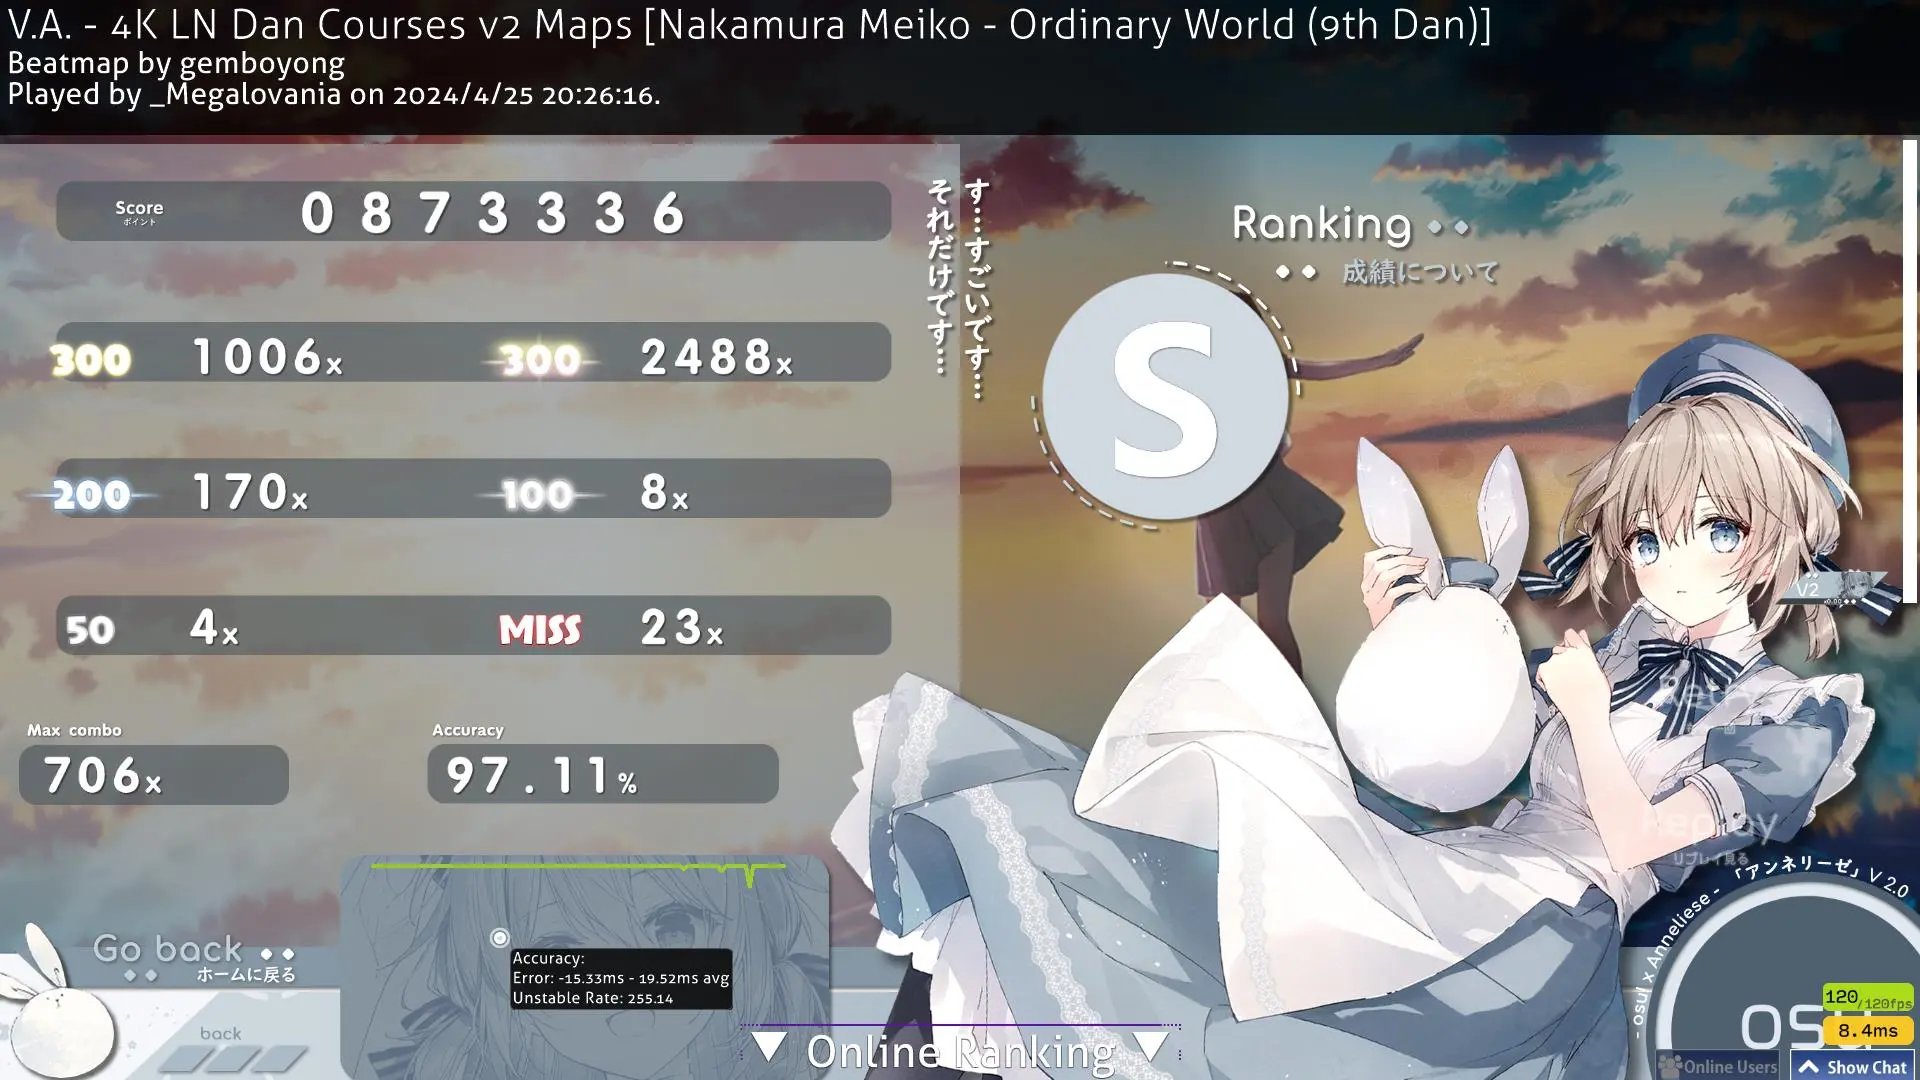 V.A. - 4K LN Dan Courses v2 Maps [Nakamura Meiko - Ordinary World (9th Dan)]
Beatmap by gemboyong
Played by _Megalovania on 2024/4/25 20:26:16.
Score 0873336
ポイント
す…すごいです…
それだけです…
Ranking
成績について
S
300 1006x 300 2488x
200 170x 100 8x
50 4x MISS 23x
V2
Max combo Accuracy
706x 97.11%
Replay
リプレイ見る
- osu! x Anneliese - 「アンネリーゼ」 V 2.0
Go back
ホームに戻る
Accuracy:
Error: -15.33ms - 19.52ms avg
Unstable Rate: 255.14
back
Online Ranking
osu
120/120fps
8.4ms
Online Users
Show Chat